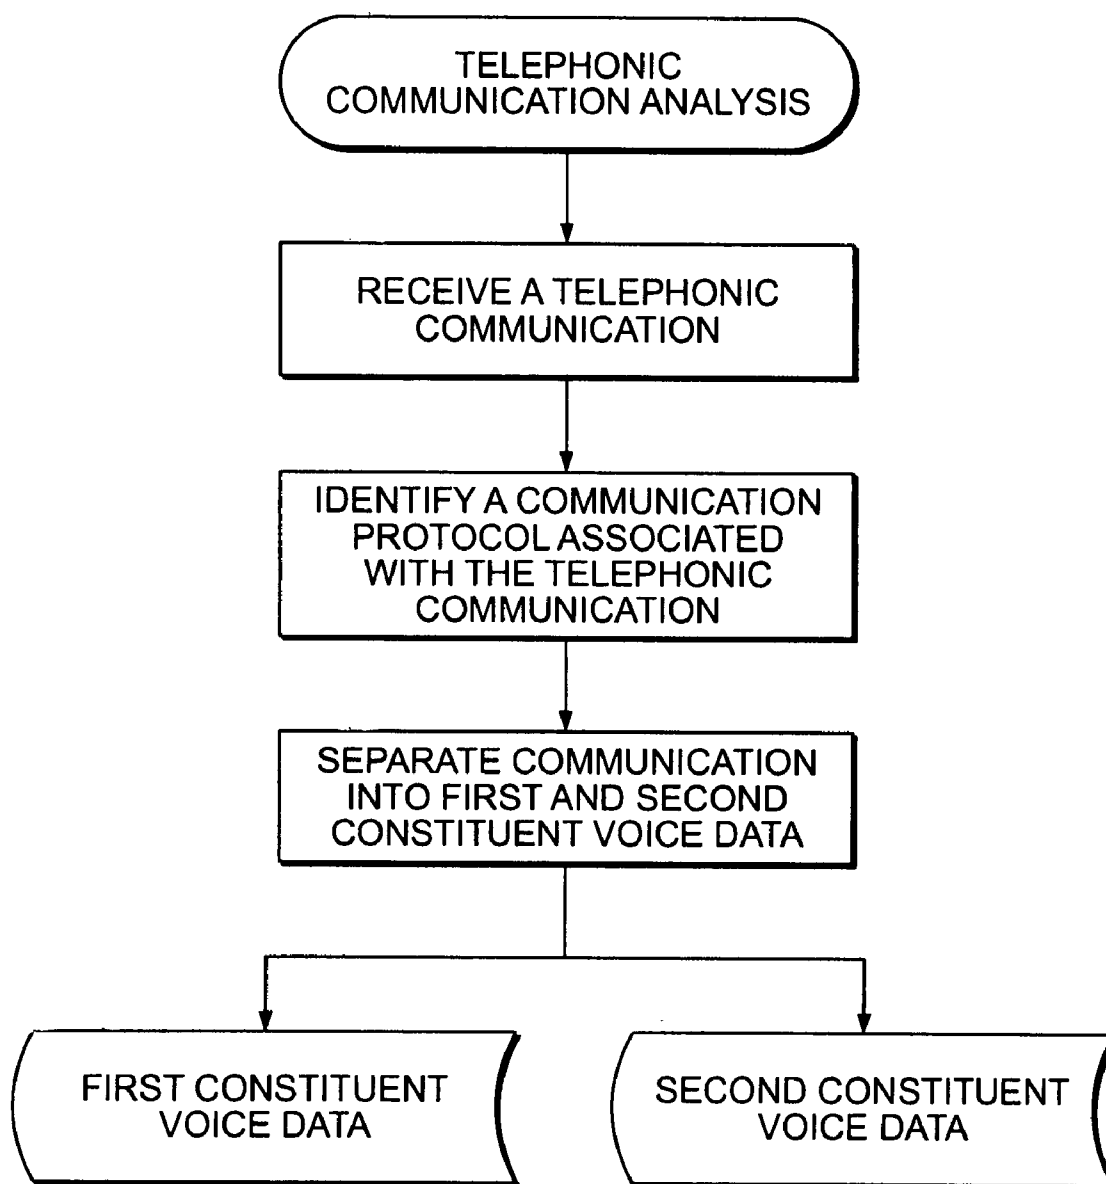 TELEPHONIC
COMMUNICATION ANALYSIS
RECEIVE A TELEPHONIC
COMMUNICATION
IDENTIFY A COMMUNICATION
PROTOCOL ASSOCIATED
WITH THE TELEPHONIC
COMMUNICATION
SEPARATE COMMUNICATION
INTO FIRST AND SECOND
CONSTITUENT VOICE DATA
FIRST CONSTITUENT
VOICE DATA
SECOND CONSTITUENT
VOICE DATA